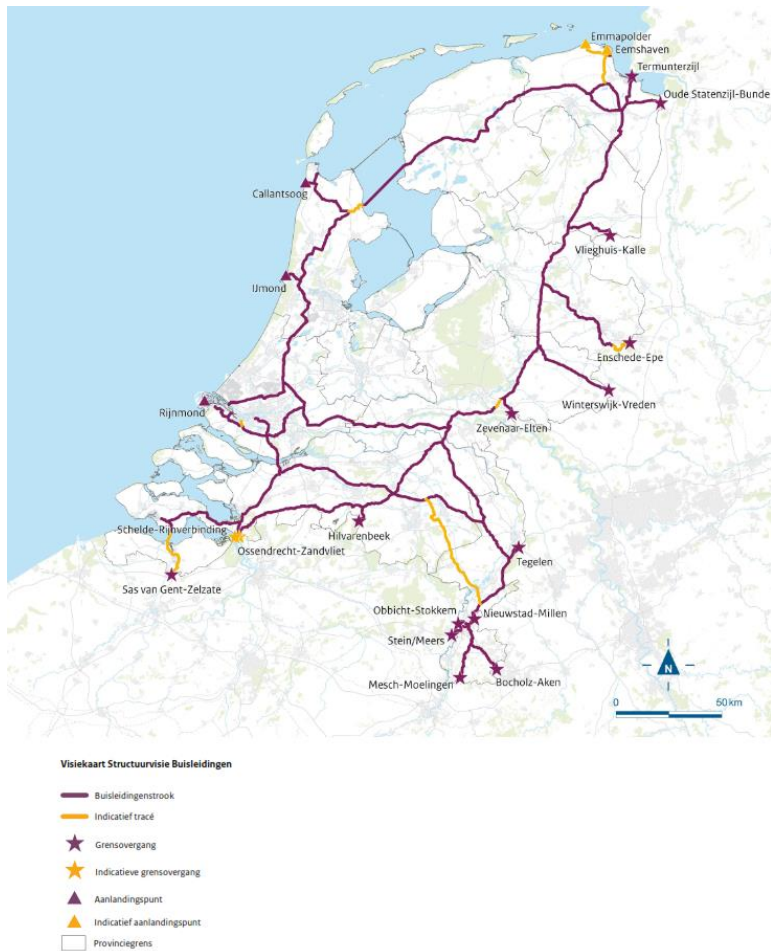 Emmapolder
Eemshaven
Termunterzijl
Oude Statenzijl-Bunde
Callantsoog
Vlieghuis-Kalle
IJmond
Enschede-Epe
Winterswijk-Vreden
Rijnmond
Zevenaar-Elten
Schelde-Rijnverbinding
Hilvarenbeek
Ossendrecht-Zandvliet
Tegelen
Sas van Gent-Zelzate
Obbicht-Stokkem
Nieuwstad-Millen
Stein/Meers
Mesch-Moelingen
Bocholz-Aken
N
0 50 km
Visiekaart Structuurvisie Buisleidingen
Buisleidingenstrook
Indicatief tracé
Grensovergang
Indicatieve grensovergang
Aanlandingspunt
Indicatief aanlandingspunt
Provinciegrens